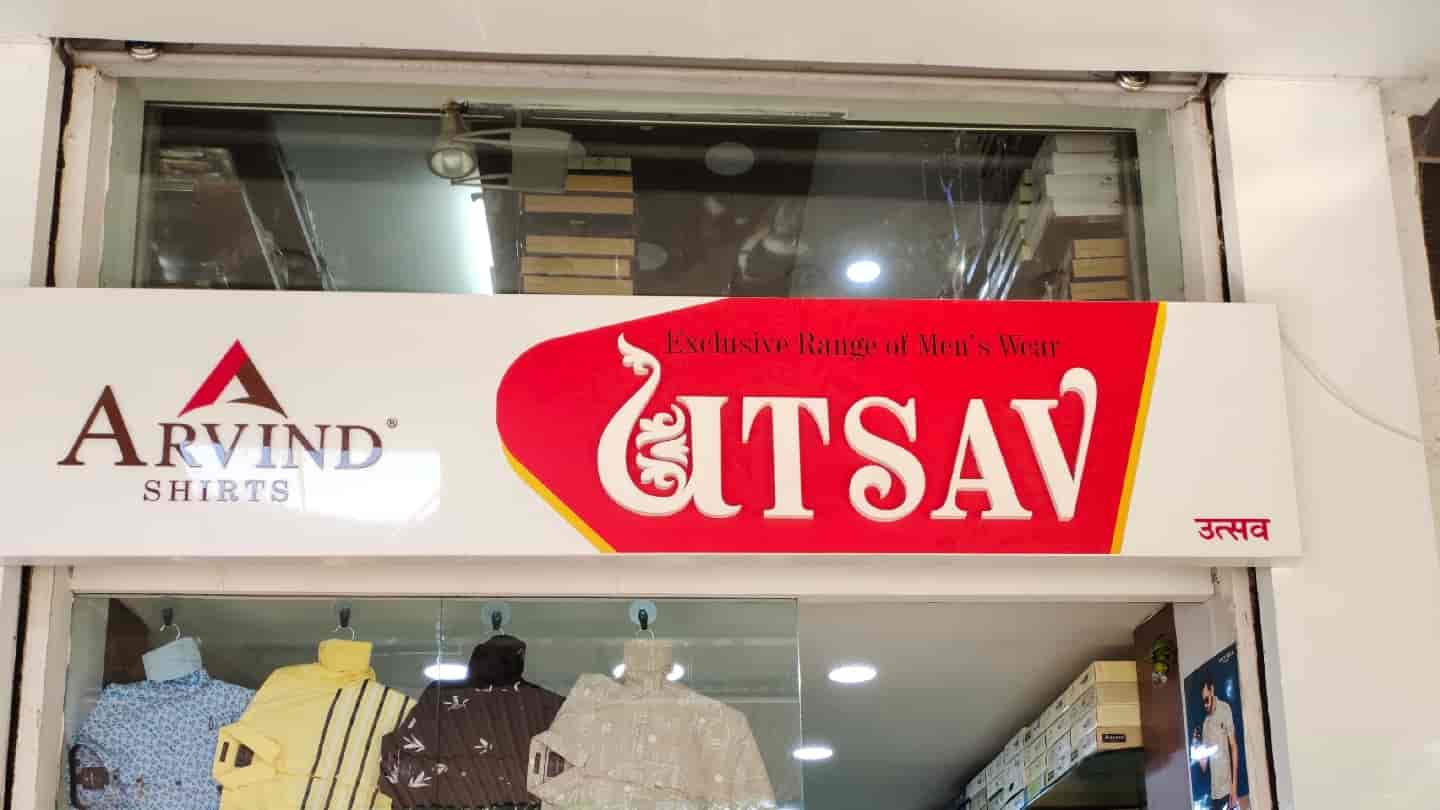 ARVIND®
SHIRTS
Exclusive Range of Men's Wear
UTSAV
उत्सव